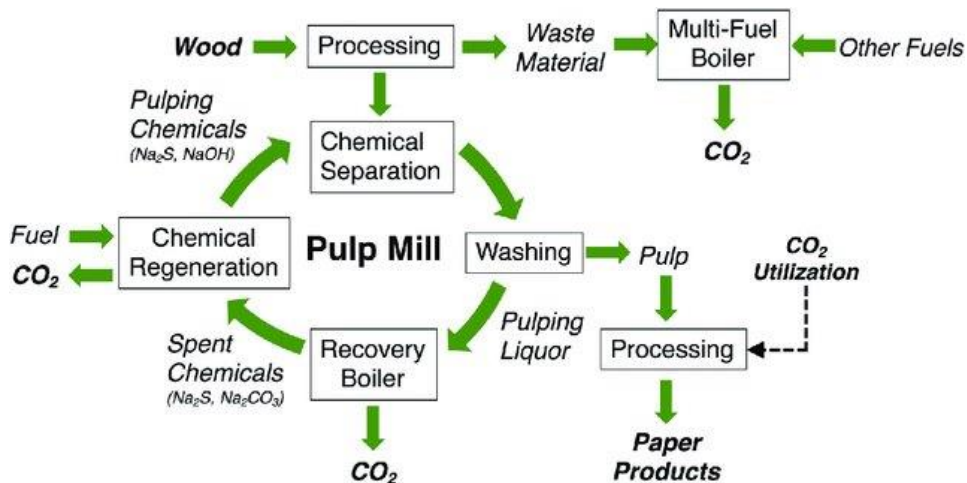 Wood
Processing
Waste
Material
Multi-Fuel
Boiler
Other Fuels
Pulping
Chemicals
(Na₂S, NaOH)
Chemical
Separation
CO₂
Fuel
CO₂
Chemical
Regeneration
Pulp Mill
Washing
Pulp
CO₂
Utilization
Spent
Chemicals
(Na₂S, Na₂CO₃)
Recovery
Boiler
Pulping
Liquor
Processing
CO₂
Paper
Products